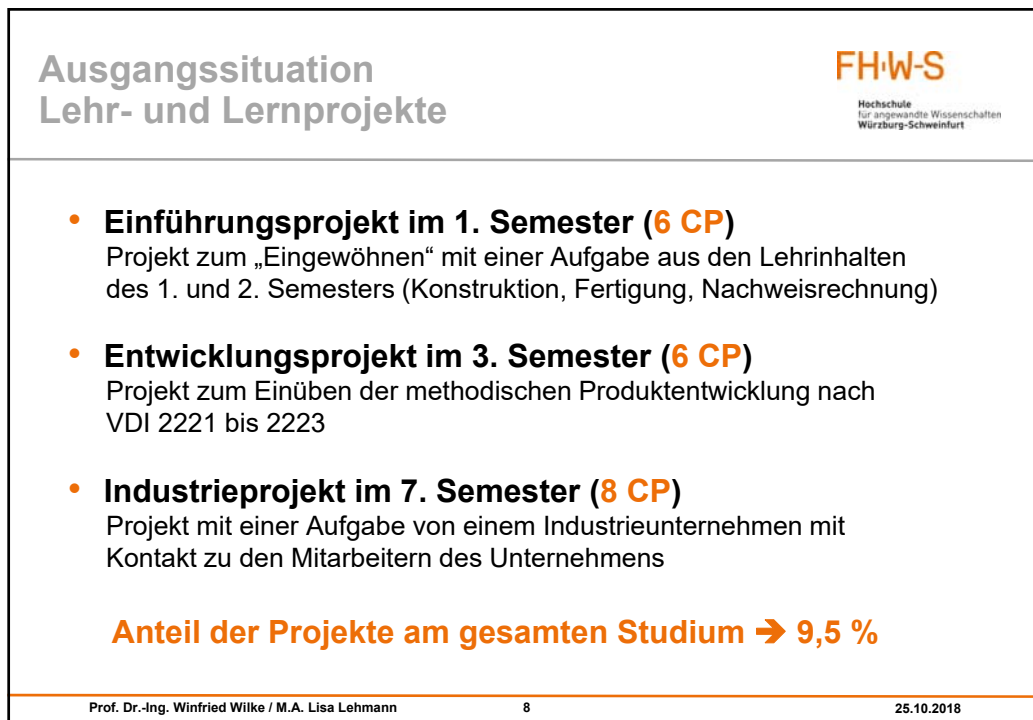 Ausgangssituation
Lehr- und Lernprojekte
FH·W-S
Hochschule
für angewandte Wissenschaften
Würzburg-Schweinfurt
• Einführungsprojekt im 1. Semester (6 CP)
Projekt zum „Eingewöhnen“ mit einer Aufgabe aus den Lehrinhalten
des 1. und 2. Semesters (Konstruktion, Fertigung, Nachweisrechnung)
• Entwicklungsprojekt im 3. Semester (6 CP)
Projekt zum Einüben der methodischen Produktentwicklung nach
VDI 2221 bis 2223
• Industrieprojekt im 7. Semester (8 CP)
Projekt mit einer Aufgabe von einem Industrieunternehmen mit
Kontakt zu den Mitarbeitern des Unternehmens
Anteil der Projekte am gesamten Studium ➔ 9,5 %
Prof. Dr.-Ing. Winfried Wilke / M.A. Lisa Lehmann 8 25.10.2018